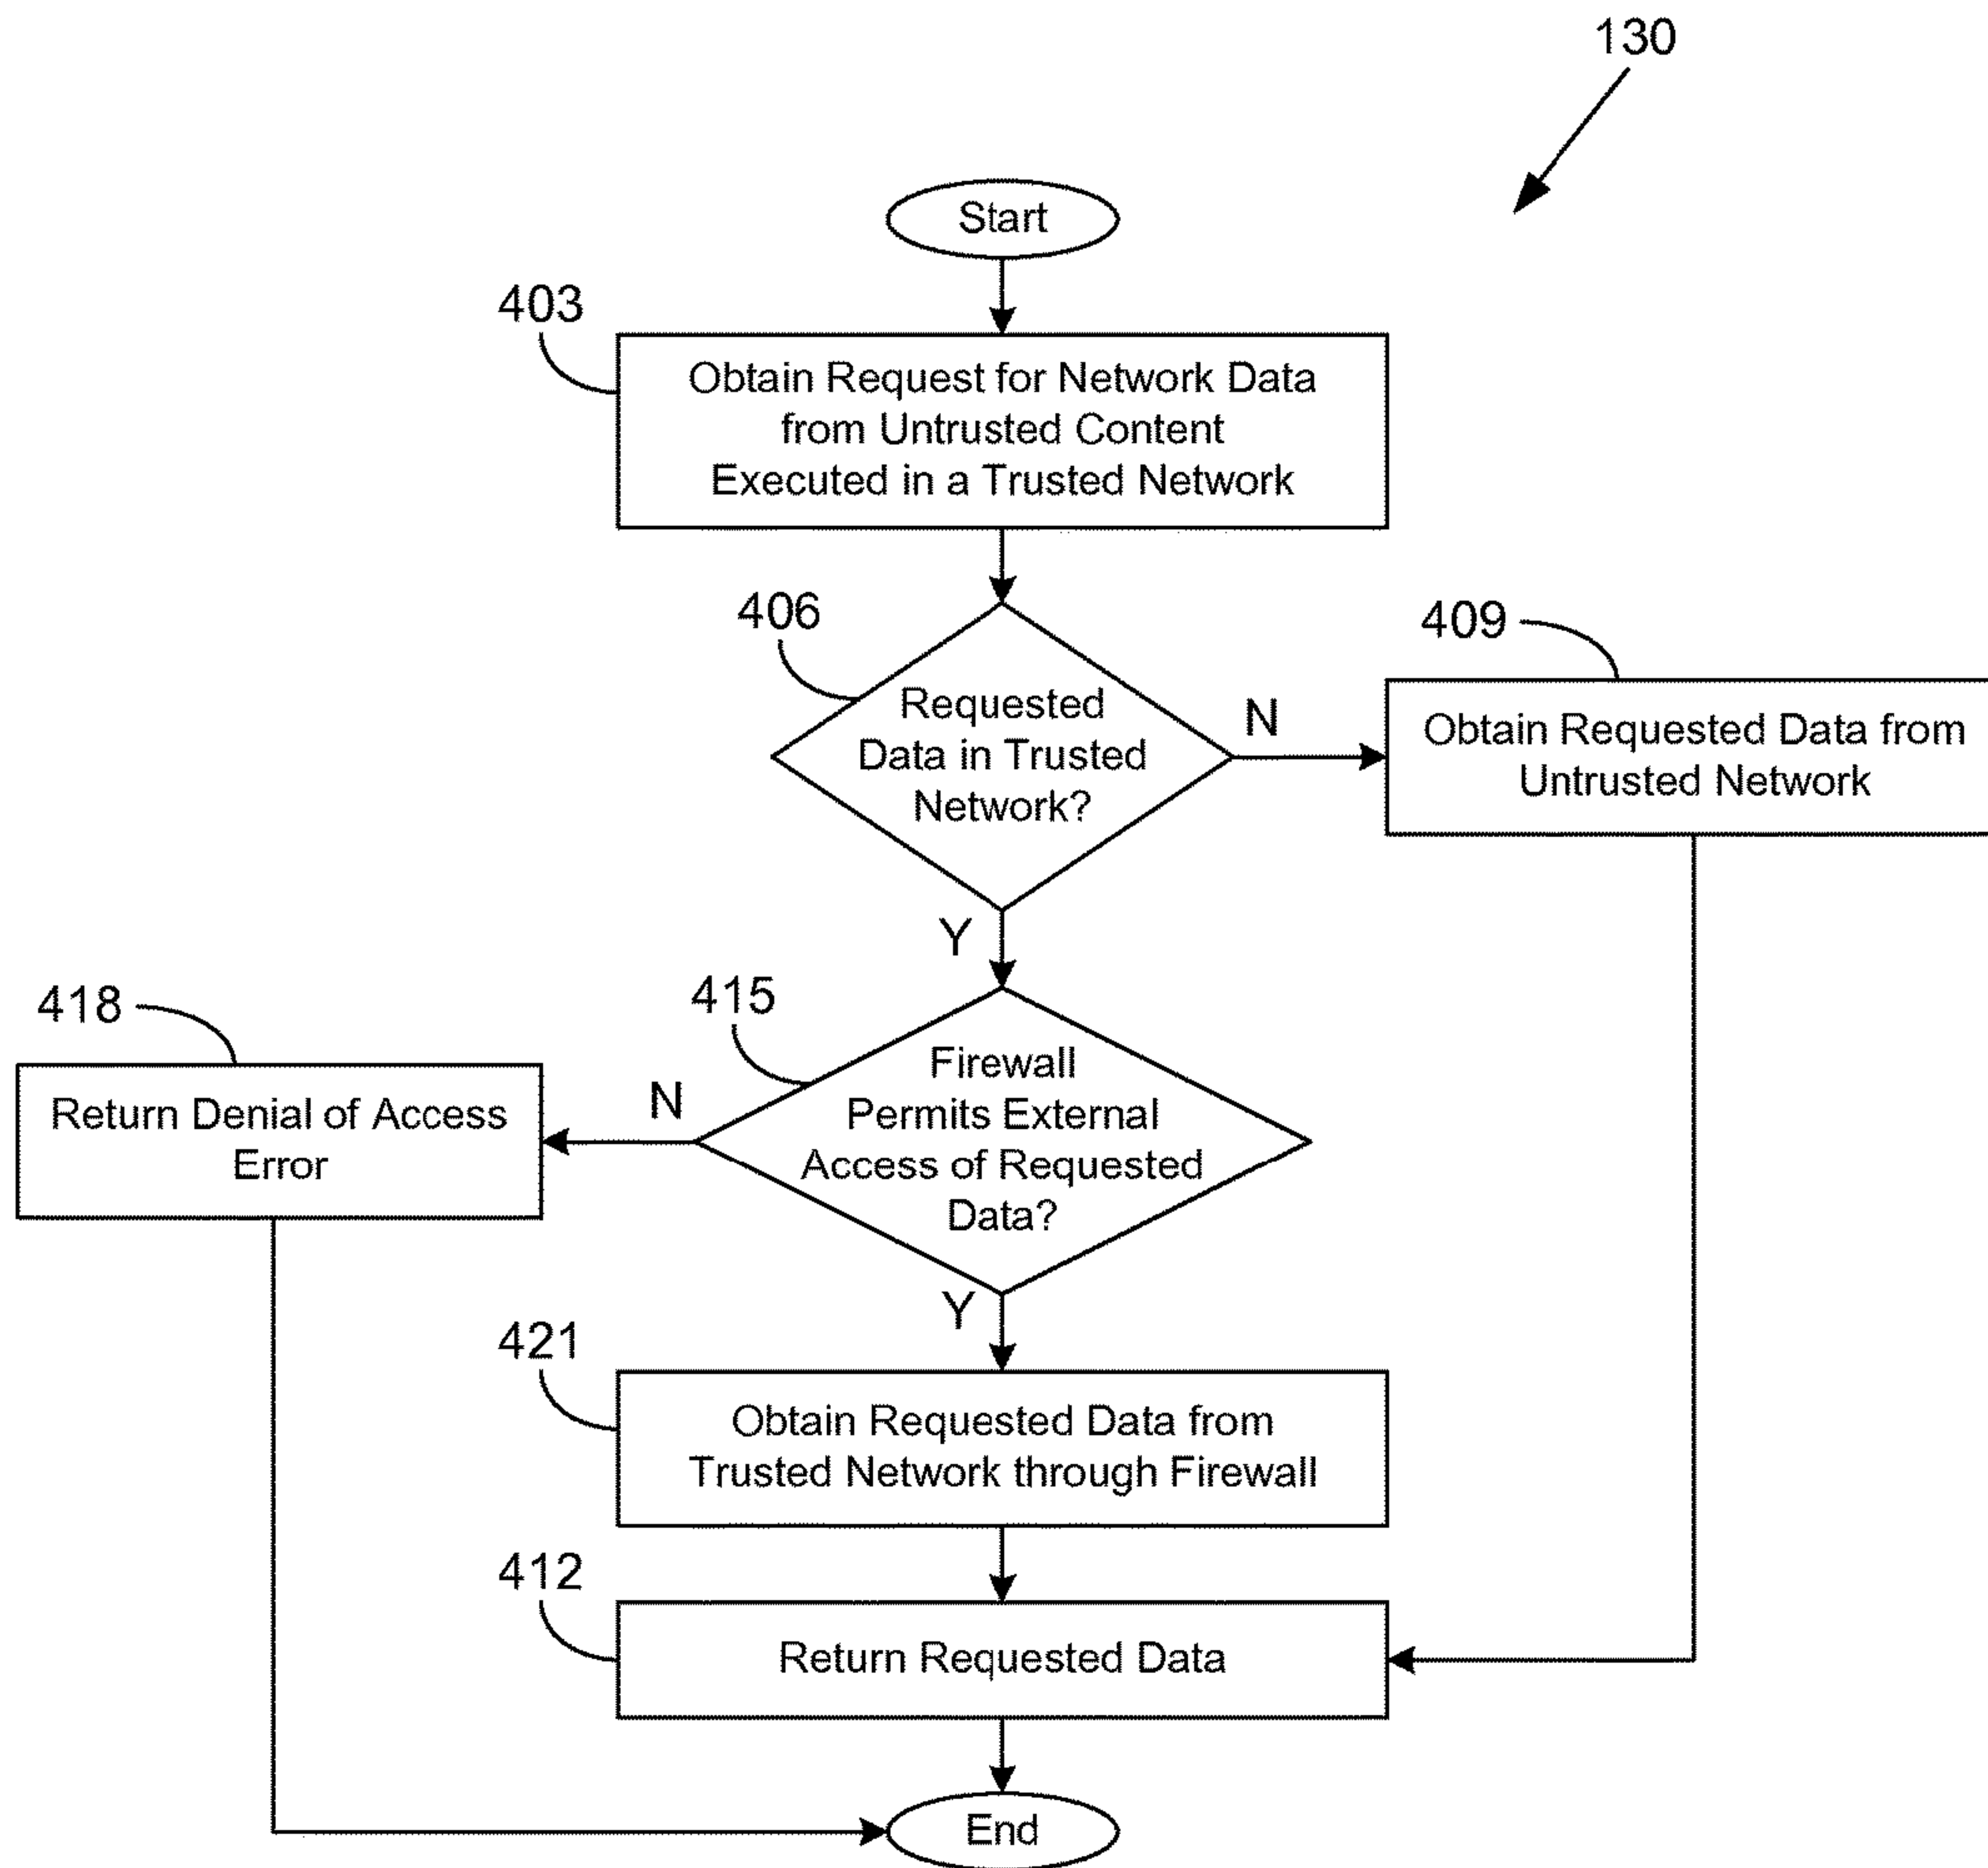 130
Start
403
Obtain Request for Network Data
from Untrusted Content
Executed in a Trusted Network
406
Requested
Data in Trusted
Network?
N
409
Obtain Requested Data from
Untrusted Network
Y
418
Return Denial of Access
Error
N
415
Firewall
Permits External
Access of Requested
Data?
Y
421
Obtain Requested Data from
Trusted Network through Firewall
412
Return Requested Data
End